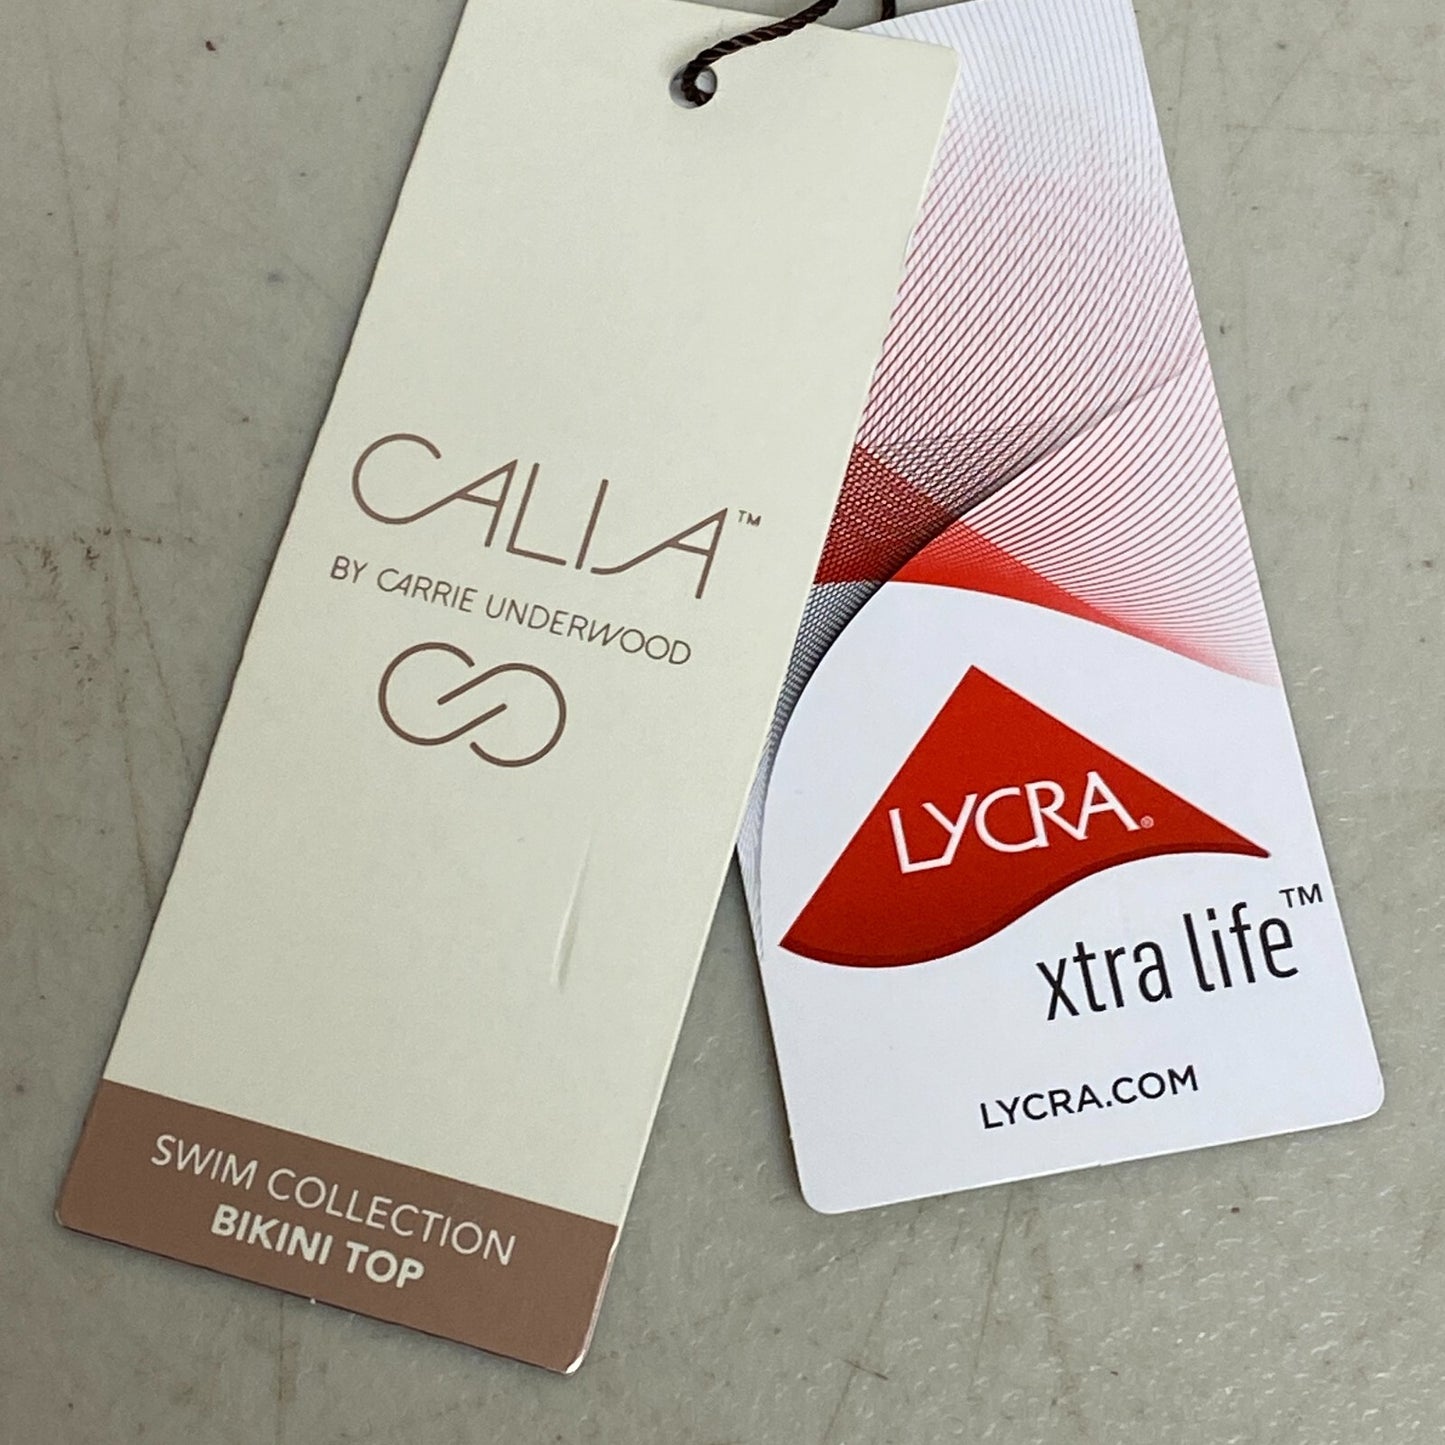 CALIA™
BY CARRIE UNDERWOOD
SWIM COLLECTION
BIKINI TOP
LYCRA®
xtra life™
LYCRA.COM